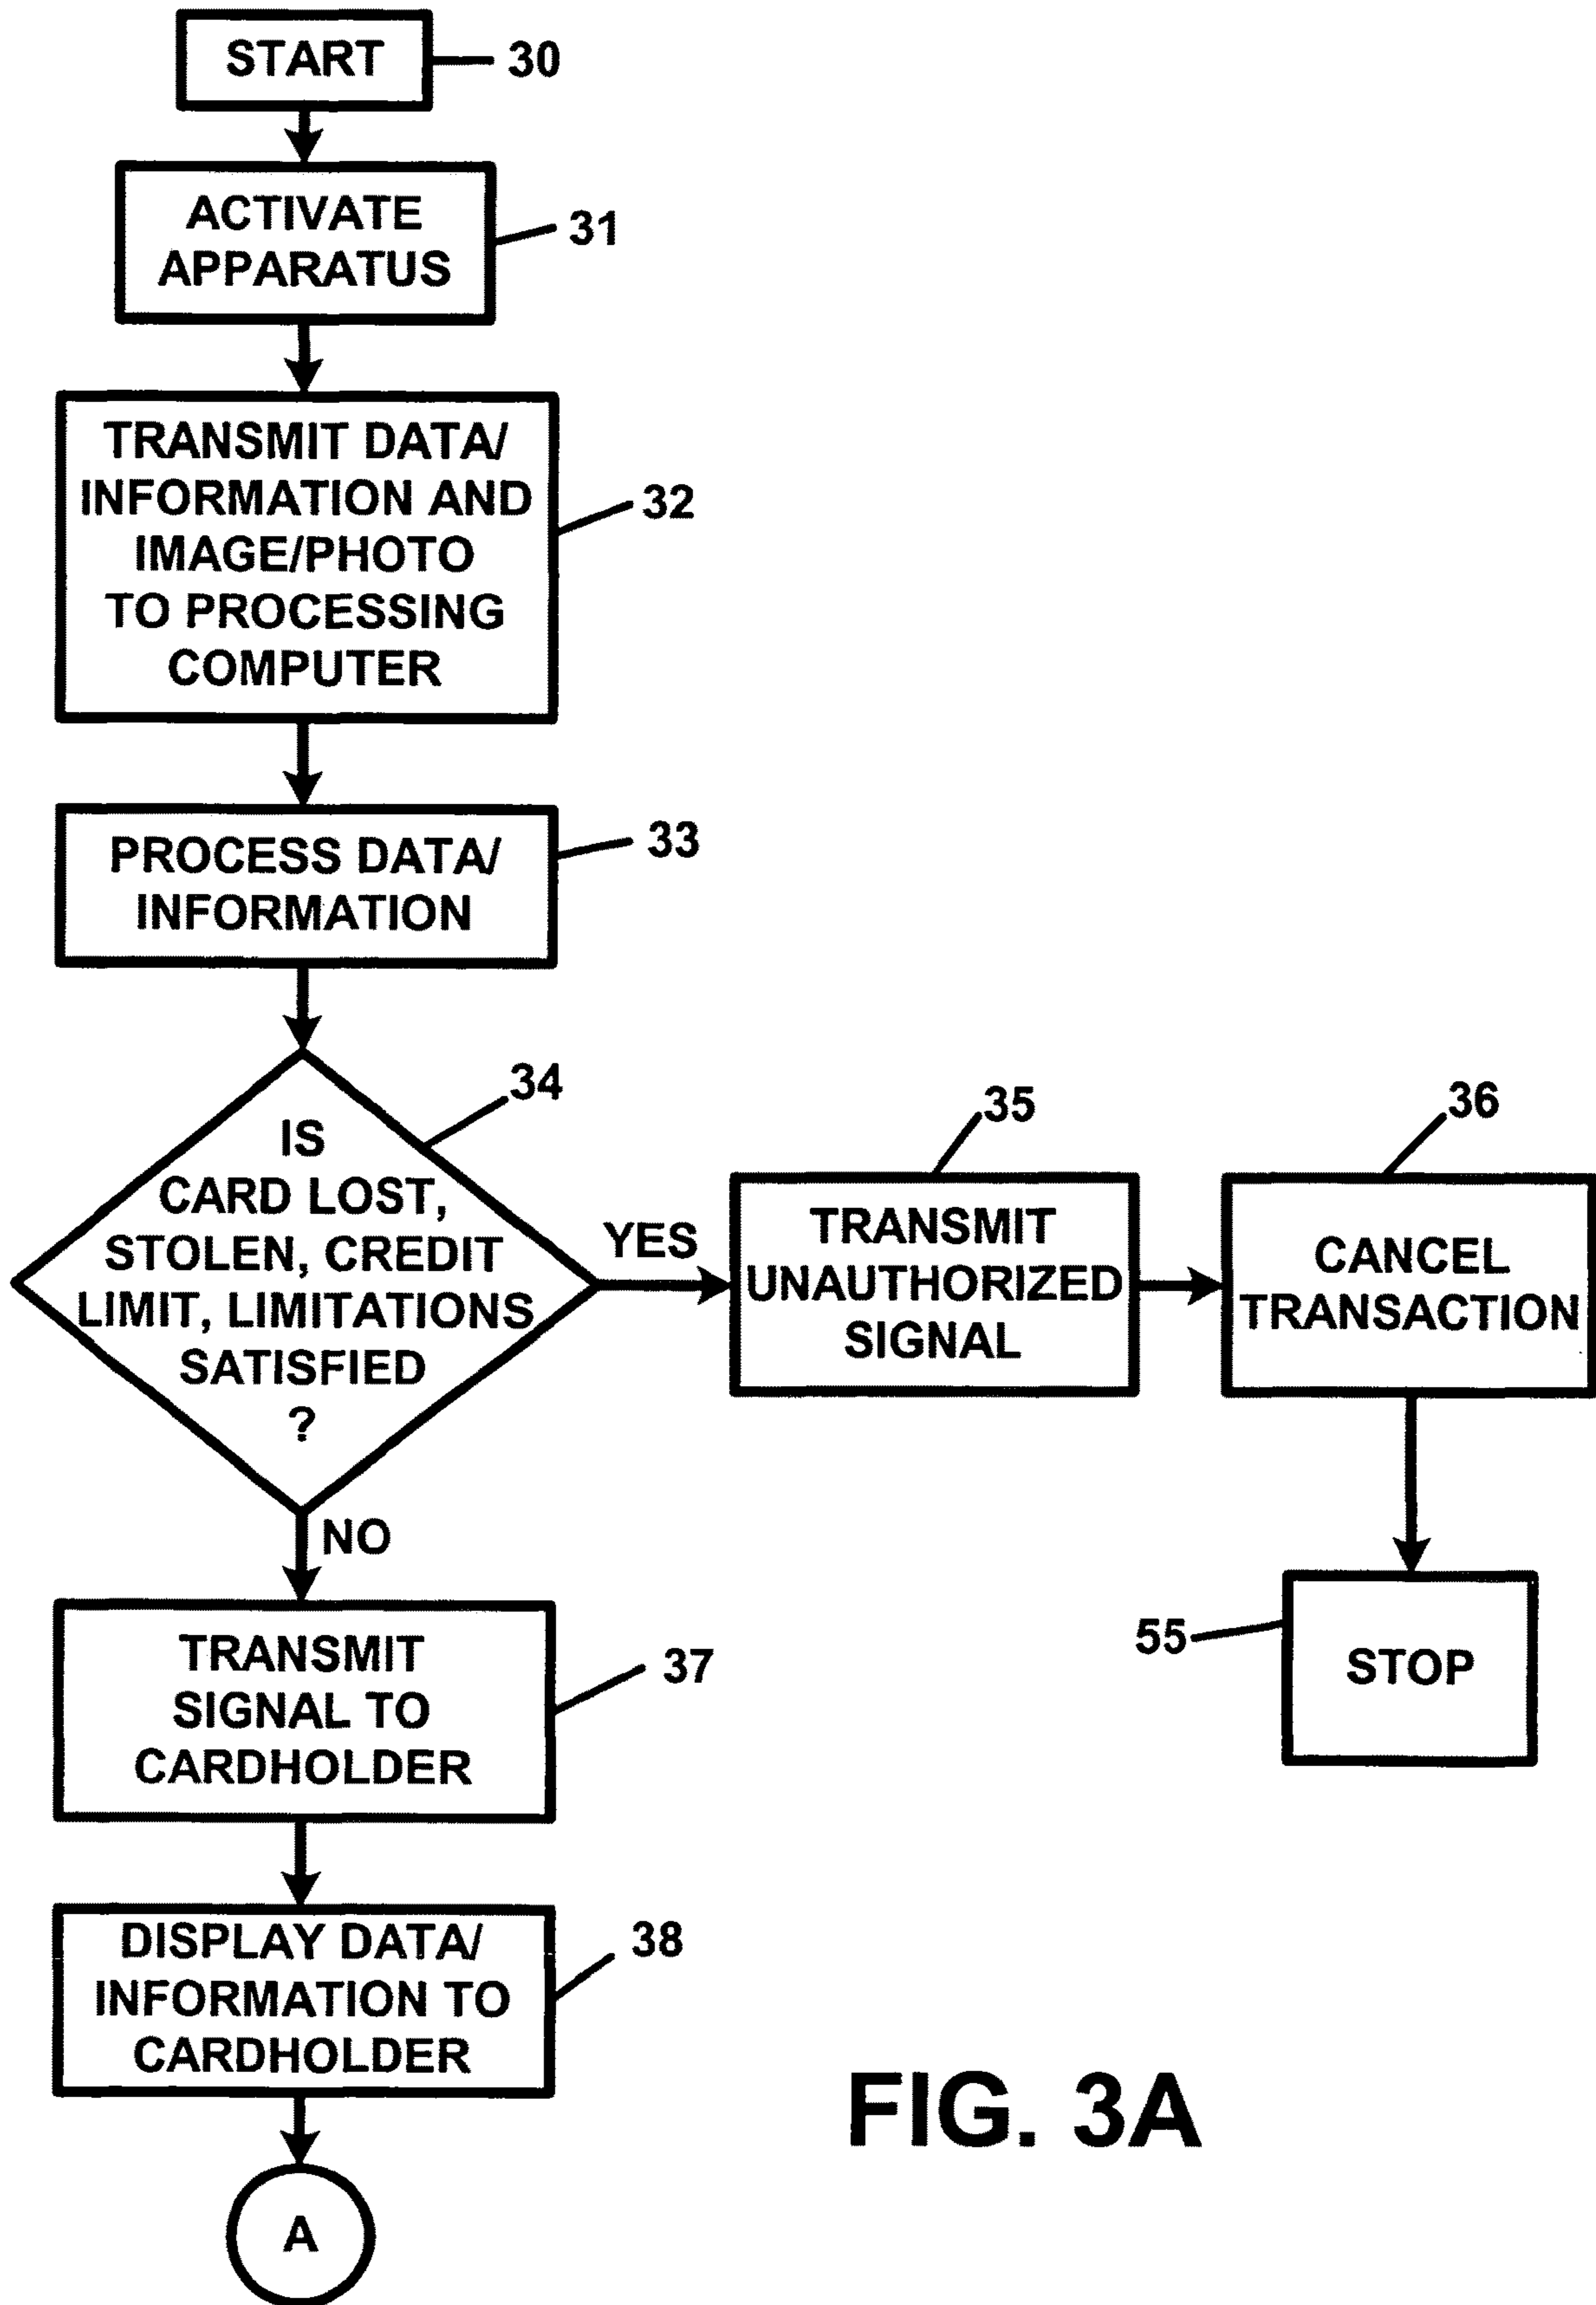 START
30
ACTIVATE
APPARATUS
31
TRANSMIT DATA/
INFORMATION AND
IMAGE/PHOTO
TO PROCESSING
COMPUTER
32
PROCESS DATA/
INFORMATION
33
IS
CARD LOST,
STOLEN, CREDIT
LIMIT, LIMITATIONS
SATISFIED
?
34
YES
TRANSMIT
UNAUTHORIZED
SIGNAL
35
CANCEL
TRANSACTION
36
STOP
55
NO
TRANSMIT
SIGNAL TO
CARDHOLDER
37
DISPLAY DATA/
INFORMATION TO
CARDHOLDER
38
A
FIG. 3A